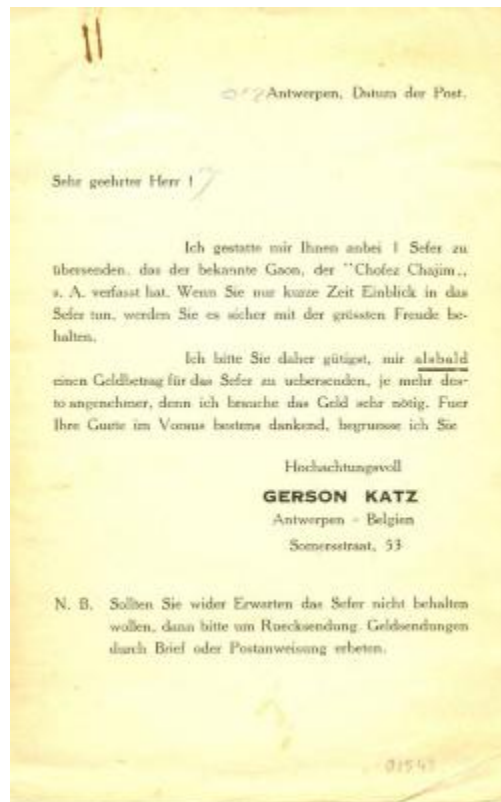 Antwerpen, Datum der Post.
Sehr geehrter Herr !
Ich gestatte mir Ihnen anbei 1 Sefer zu
übersenden, das der bekannte Gaon, der "Chofez Chajim„
s. A. verfasst hat. Wenn Sie nur kurze Zeit Einblick in das
Sefer tun, werden Sie es sicher mit der grössten Freude be-
halten.
Ich bitte Sie daher gütigst, mir alsbald
einen Geldbetrag für das Sefer zu uebersenden, je mehr des-
to angenehmer, denn ich brauche das Geld sehr nötig. Fuer
Ihre Guete im Voraus bestens dankend, begruesse ich Sie
Hochachtungsvoll
GERSON KATZ
Antwerpen - Belgien
Somersstraat, 53
N. B. Sollten Sie wider Erwarten das Sefer nicht behalten
wollen, dann bitte um Ruecksendung. Geldsendungen
durch Brief oder Postanweisung erbeten.